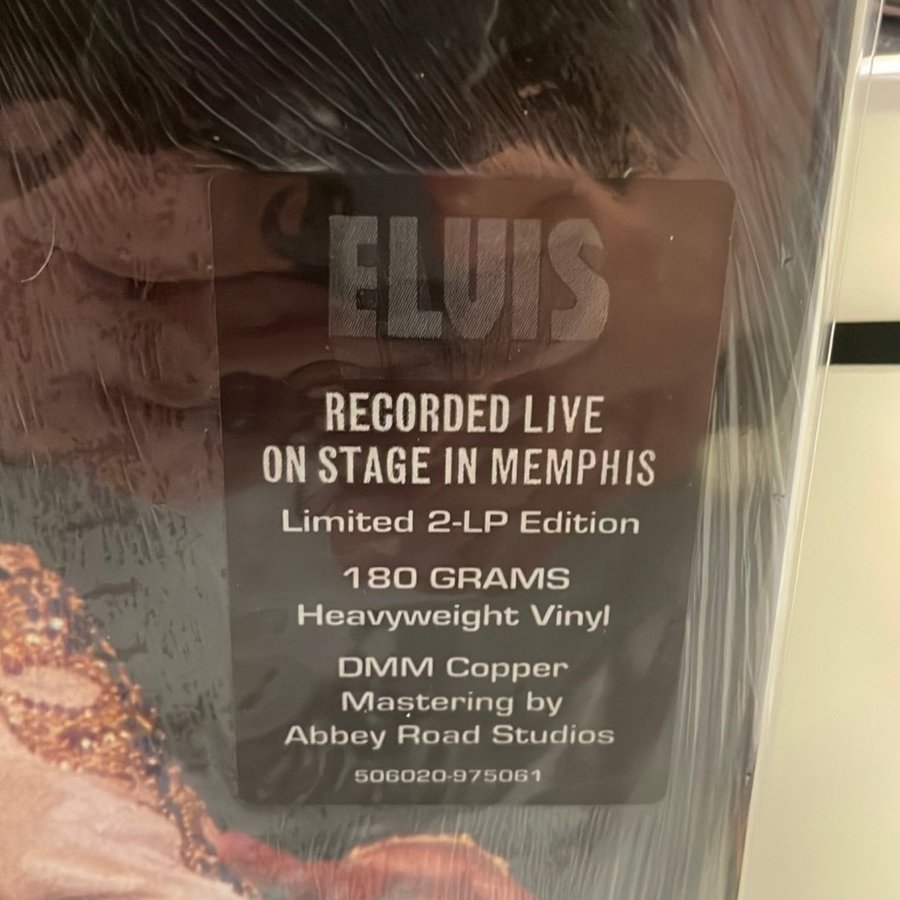 ELVIS
RECORDED LIVE
ON STAGE IN MEMPHIS
Limited 2-LP Edition
180 GRAMS
Heavyweight Vinyl
DMM Copper
Mastering by
Abbey Road Studios
506020-975061